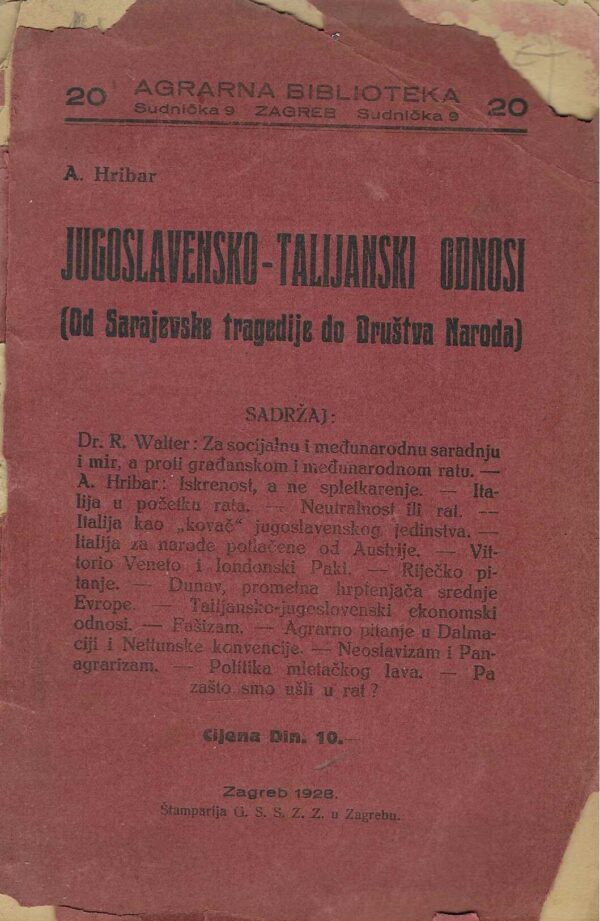 20 AGRARNA BIBLIOTEKA 20
Sudnička 9 ZAGREB Sudnička 9
A. Hribar
JUGOSLAVENSKO-TALIJANSKI ODNOSI
(Od Sarajevske tragedije do Društva Naroda)
SADRŽAJ:
Dr. R. Walter: Za socijalnu i međunarodnu saradnju
i mir, a proti građanskom i međunarodnom ratu. —
A. Hribar: Iskrenost, a ne spletkarenje. — Ita-
lija u početku rata. — Neutralnost ili rat. —
Italija kao „kovač“ jugoslavenskog jedinstva. —
Italija za narode potlačene od Austrije. — Vit-
torio Veneto i londonski Pakt. — Riječko pi-
tanje. — Dunav, prometna hrptenjača srednje
Evrope. — Talijansko-jugoslovenski ekonomski
odnosi. — Fašizam. — Agrarno pitanje u Dalma-
ciji i Nettunske konvencije. — Neoslavizam i Pan-
agrarizam. — Politika mletačkog lava. — Pa
zašto smo ušli u rat?
Cijena Din. 10.—
Zagreb 1928.
Štamparija G. S. S. Z. Z. u Zagrebu.